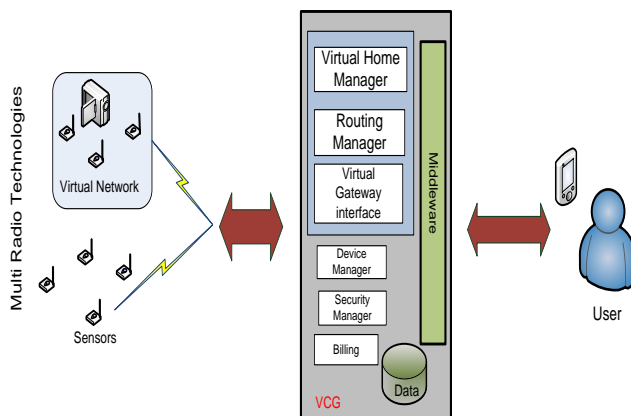 Multi Radio Technologies
Virtual Network
Sensors
Virtual Home
Manager
Routing
Manager
Virtual
Gateway
interface
Device
Manager
Security
Manager
Billing
Data
VCG
Middleware
User